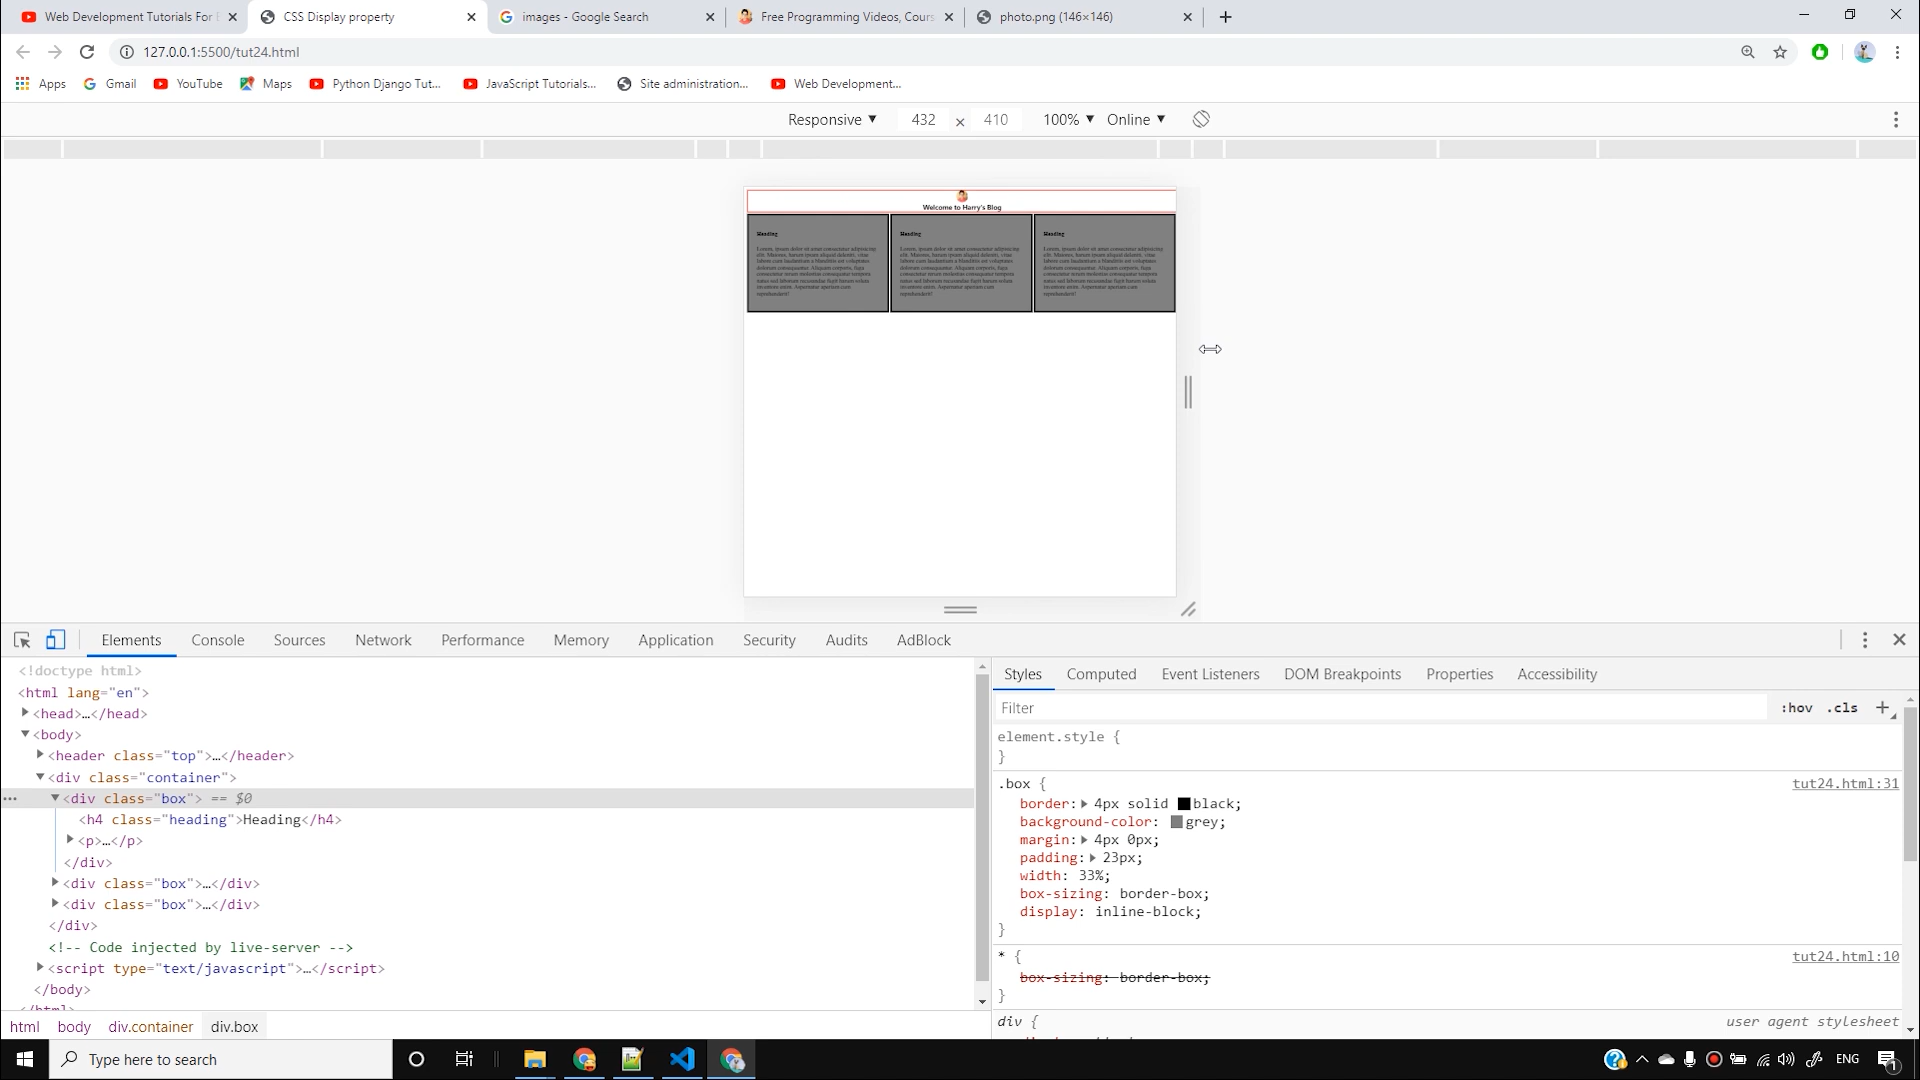 Web Development Tutorials For B
CSS Display property
images - Google Search
Free Programming Videos, Cours
photo.png (146×146)
127.0.0.1:5500/tut24.html
Apps
Gmail
YouTube
Maps
Python Django Tut...
JavaScript Tutorials...
Site administration...
Web Development...
Responsive ▼ 432 × 410 100% ▼ Online ▼
Welcome to Harry's Blog
Heading
Heading
Heading
Elements Console Sources Network Performance Memory Application Security Audits AdBlock
<!doctype html>
<html lang="en">
<head>…</head>
<body>
<header class="top">…</header>
<div class="container">
<div class="box"> == $0
<h4 class="heading">Heading</h4>
<p>…</p>
</div>
<div class="box">…</div>
<div class="box">…</div>
</div>
<!-- Code injected by live-server -->
<script type="text/javascript">…</script>
</body>
</html>
html body div.container div.box
Styles Computed Event Listeners DOM Breakpoints Properties Accessibility
Filter :hov .cls +
element.style {
}
.box { tut24.html:31
border: 4px solid black;
background-color: grey;
margin: 4px 0px;
padding: 23px;
width: 33%;
box-sizing: border-box;
display: inline-block;
}
* { tut24.html:10
box-sizing: border-box;
}
div { user agent stylesheet
Type here to search
ENG
1